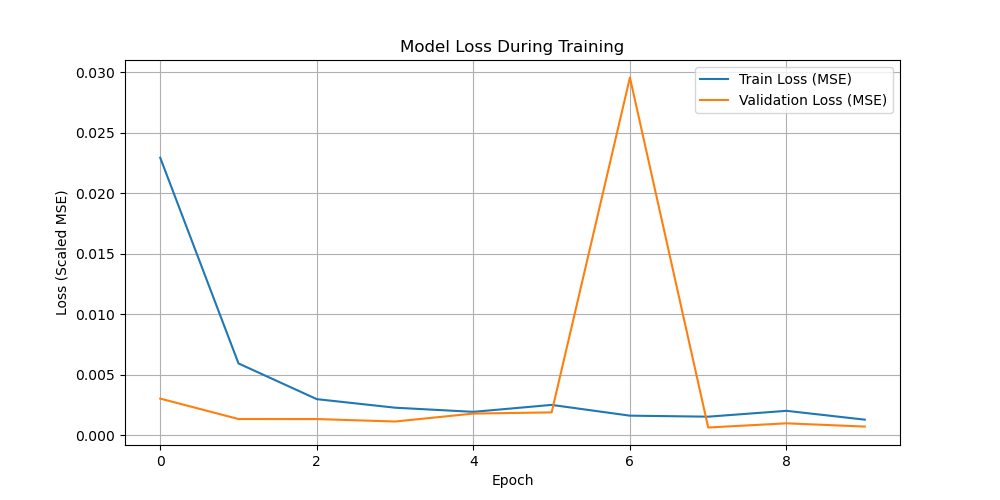 Model Loss During Training
Train Loss (MSE)
Validation Loss (MSE)
Loss (Scaled MSE)
0.030
0.025
0.020
0.015
0.010
0.005
0.000
0 2 4 6 8
Epoch